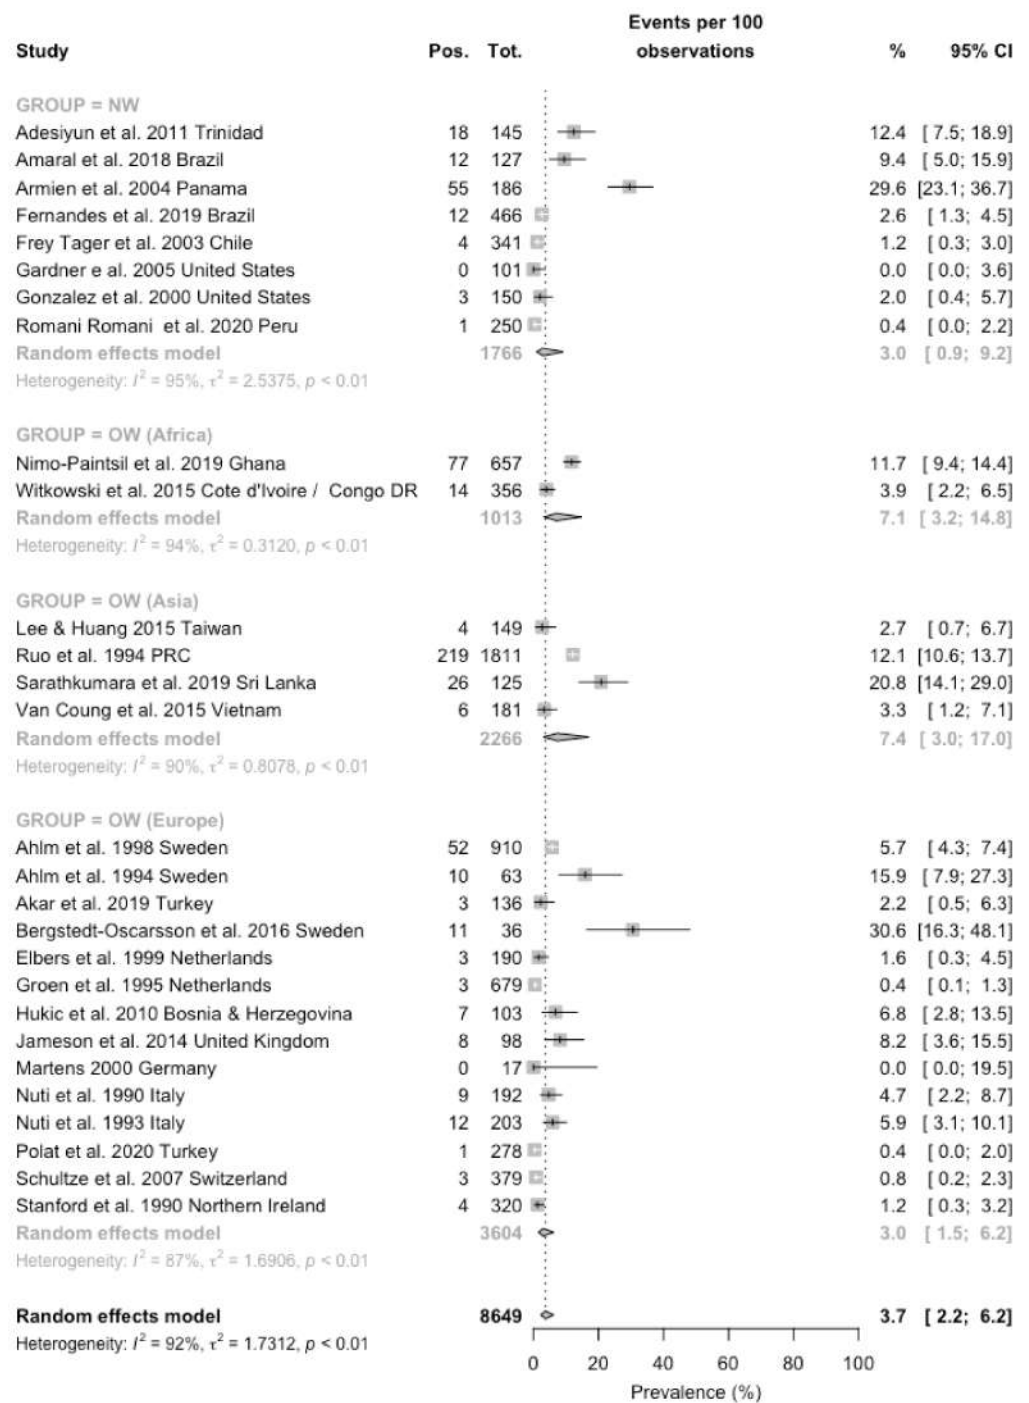 Events per 100
Study Pos. Tot. observations % 95% CI
GROUP = NW
Adesiyun et al. 2011 Trinidad 18 145 12.4 [ 7.5; 18.9]
Amaral et al. 2018 Brazil 12 127 9.4 [ 5.0; 15.9]
Armien et al. 2004 Panama 55 186 29.6 [23.1; 36.7]
Fernandes et al. 2019 Brazil 12 466 2.6 [ 1.3; 4.5]
Frey Tager et al. 2003 Chile 4 341 1.2 [ 0.3; 3.0]
Gardner e al. 2005 United States 0 101 0.0 [ 0.0; 3.6]
Gonzalez et al. 2000 United States 3 150 2.0 [ 0.4; 5.7]
Romani Romani et al. 2020 Peru 1 250 0.4 [ 0.0; 2.2]
Random effects model 1766 3.0 [ 0.9; 9.2]
Heterogeneity: I² = 95%, τ² = 2.5375, p < 0.01
GROUP = OW (Africa)
Nimo-Paintsil et al. 2019 Ghana 77 657 11.7 [ 9.4; 14.4]
Witkowski et al. 2015 Cote d'Ivoire / Congo DR 14 356 3.9 [ 2.2; 6.5]
Random effects model 1013 7.1 [ 3.2; 14.8]
Heterogeneity: I² = 94%, τ² = 0.3120, p < 0.01
GROUP = OW (Asia)
Lee & Huang 2015 Taiwan 4 149 2.7 [ 0.7; 6.7]
Ruo et al. 1994 PRC 219 1811 12.1 [10.6; 13.7]
Sarathkumara et al. 2019 Sri Lanka 26 125 20.8 [14.1; 29.0]
Van Coung et al. 2015 Vietnam 6 181 3.3 [ 1.2; 7.1]
Random effects model 2266 7.4 [ 3.0; 17.0]
Heterogeneity: I² = 90%, τ² = 0.8078, p < 0.01
GROUP = OW (Europe)
Ahlm et al. 1998 Sweden 52 910 5.7 [ 4.3; 7.4]
Ahlm et al. 1994 Sweden 10 63 15.9 [ 7.9; 27.3]
Akar et al. 2019 Turkey 3 136 2.2 [ 0.5; 6.3]
Bergstedt-Oscarsson et al. 2016 Sweden 11 36 30.6 [16.3; 48.1]
Elbers et al. 1999 Netherlands 3 190 1.6 [ 0.3; 4.5]
Groen et al. 1995 Netherlands 3 679 0.4 [ 0.1; 1.3]
Hukic et al. 2010 Bosnia & Herzegovina 7 103 6.8 [ 2.8; 13.5]
Jameson et al. 2014 United Kingdom 8 98 8.2 [ 3.6; 15.5]
Martens 2000 Germany 0 17 0.0 [ 0.0; 19.5]
Nuti et al. 1990 Italy 9 192 4.7 [ 2.2; 8.7]
Nuti et al. 1993 Italy 12 203 5.9 [ 3.1; 10.1]
Polat et al. 2020 Turkey 1 278 0.4 [ 0.0; 2.0]
Schultze et al. 2007 Switzerland 3 379 0.8 [ 0.2; 2.3]
Stanford et al. 1990 Northern Ireland 4 320 1.2 [ 0.3; 3.2]
Random effects model 3604 3.0 [ 1.5; 6.2]
Heterogeneity: I² = 87%, τ² = 1.6906, p < 0.01
Random effects model 8649 3.7 [ 2.2; 6.2]
Heterogeneity: I² = 92%, τ² = 1.7312, p < 0.01
0 20 40 60 80 100
Prevalence (%)